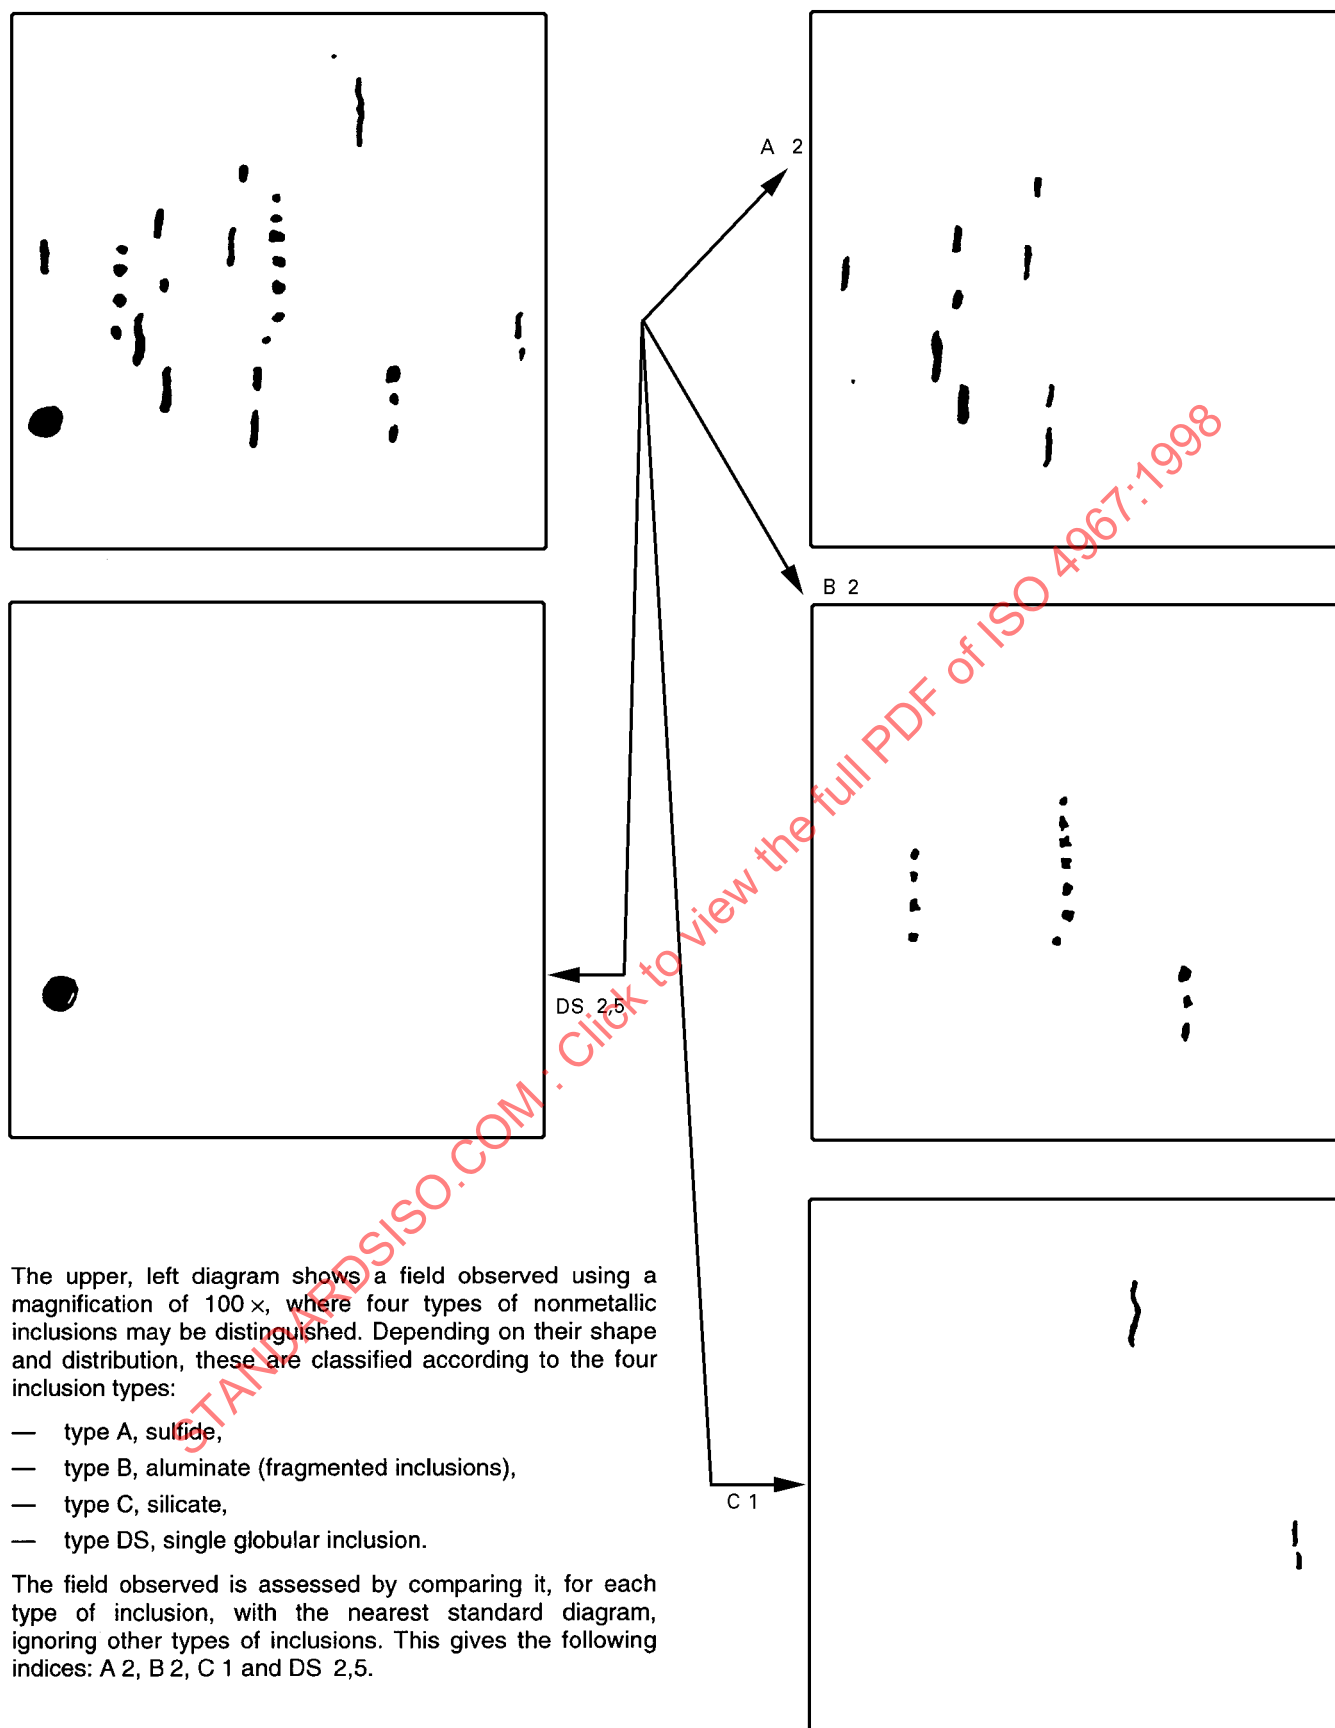 A 2
B 2
DS 2,5
C 1
The upper, left diagram shows a field observed using a
magnification of 100 ×, where four types of nonmetallic
inclusions may be distinguished. Depending on their shape
and distribution, these are classified according to the four
inclusion types:
— type A, sulfide,
— type B, aluminate (fragmented inclusions),
— type C, silicate,
— type DS, single globular inclusion.
The field observed is assessed by comparing it, for each
type of inclusion, with the nearest standard diagram,
ignoring other types of inclusions. This gives the following
indices: A 2, B 2, C 1 and DS 2,5.
STANDARDSISO.COM : Click to view the full PDF of ISO 4967:1998